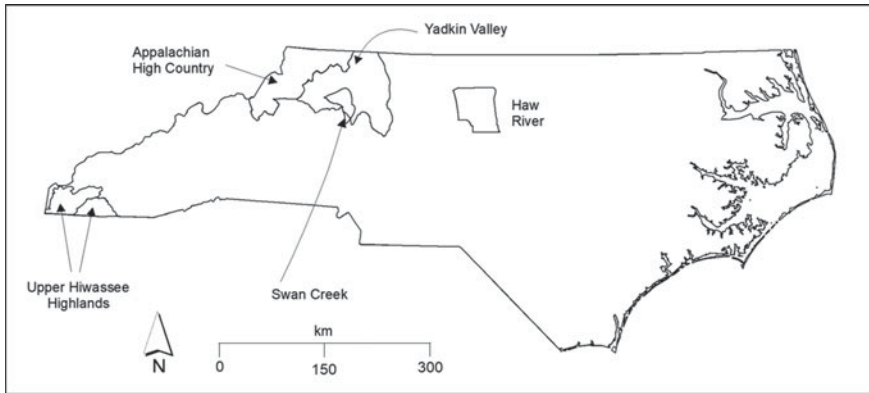 Yadkin Valley
Appalachian
High Country
Haw
River
Upper Hiwassee
Highlands
Swan Creek
N
km
0
150
300